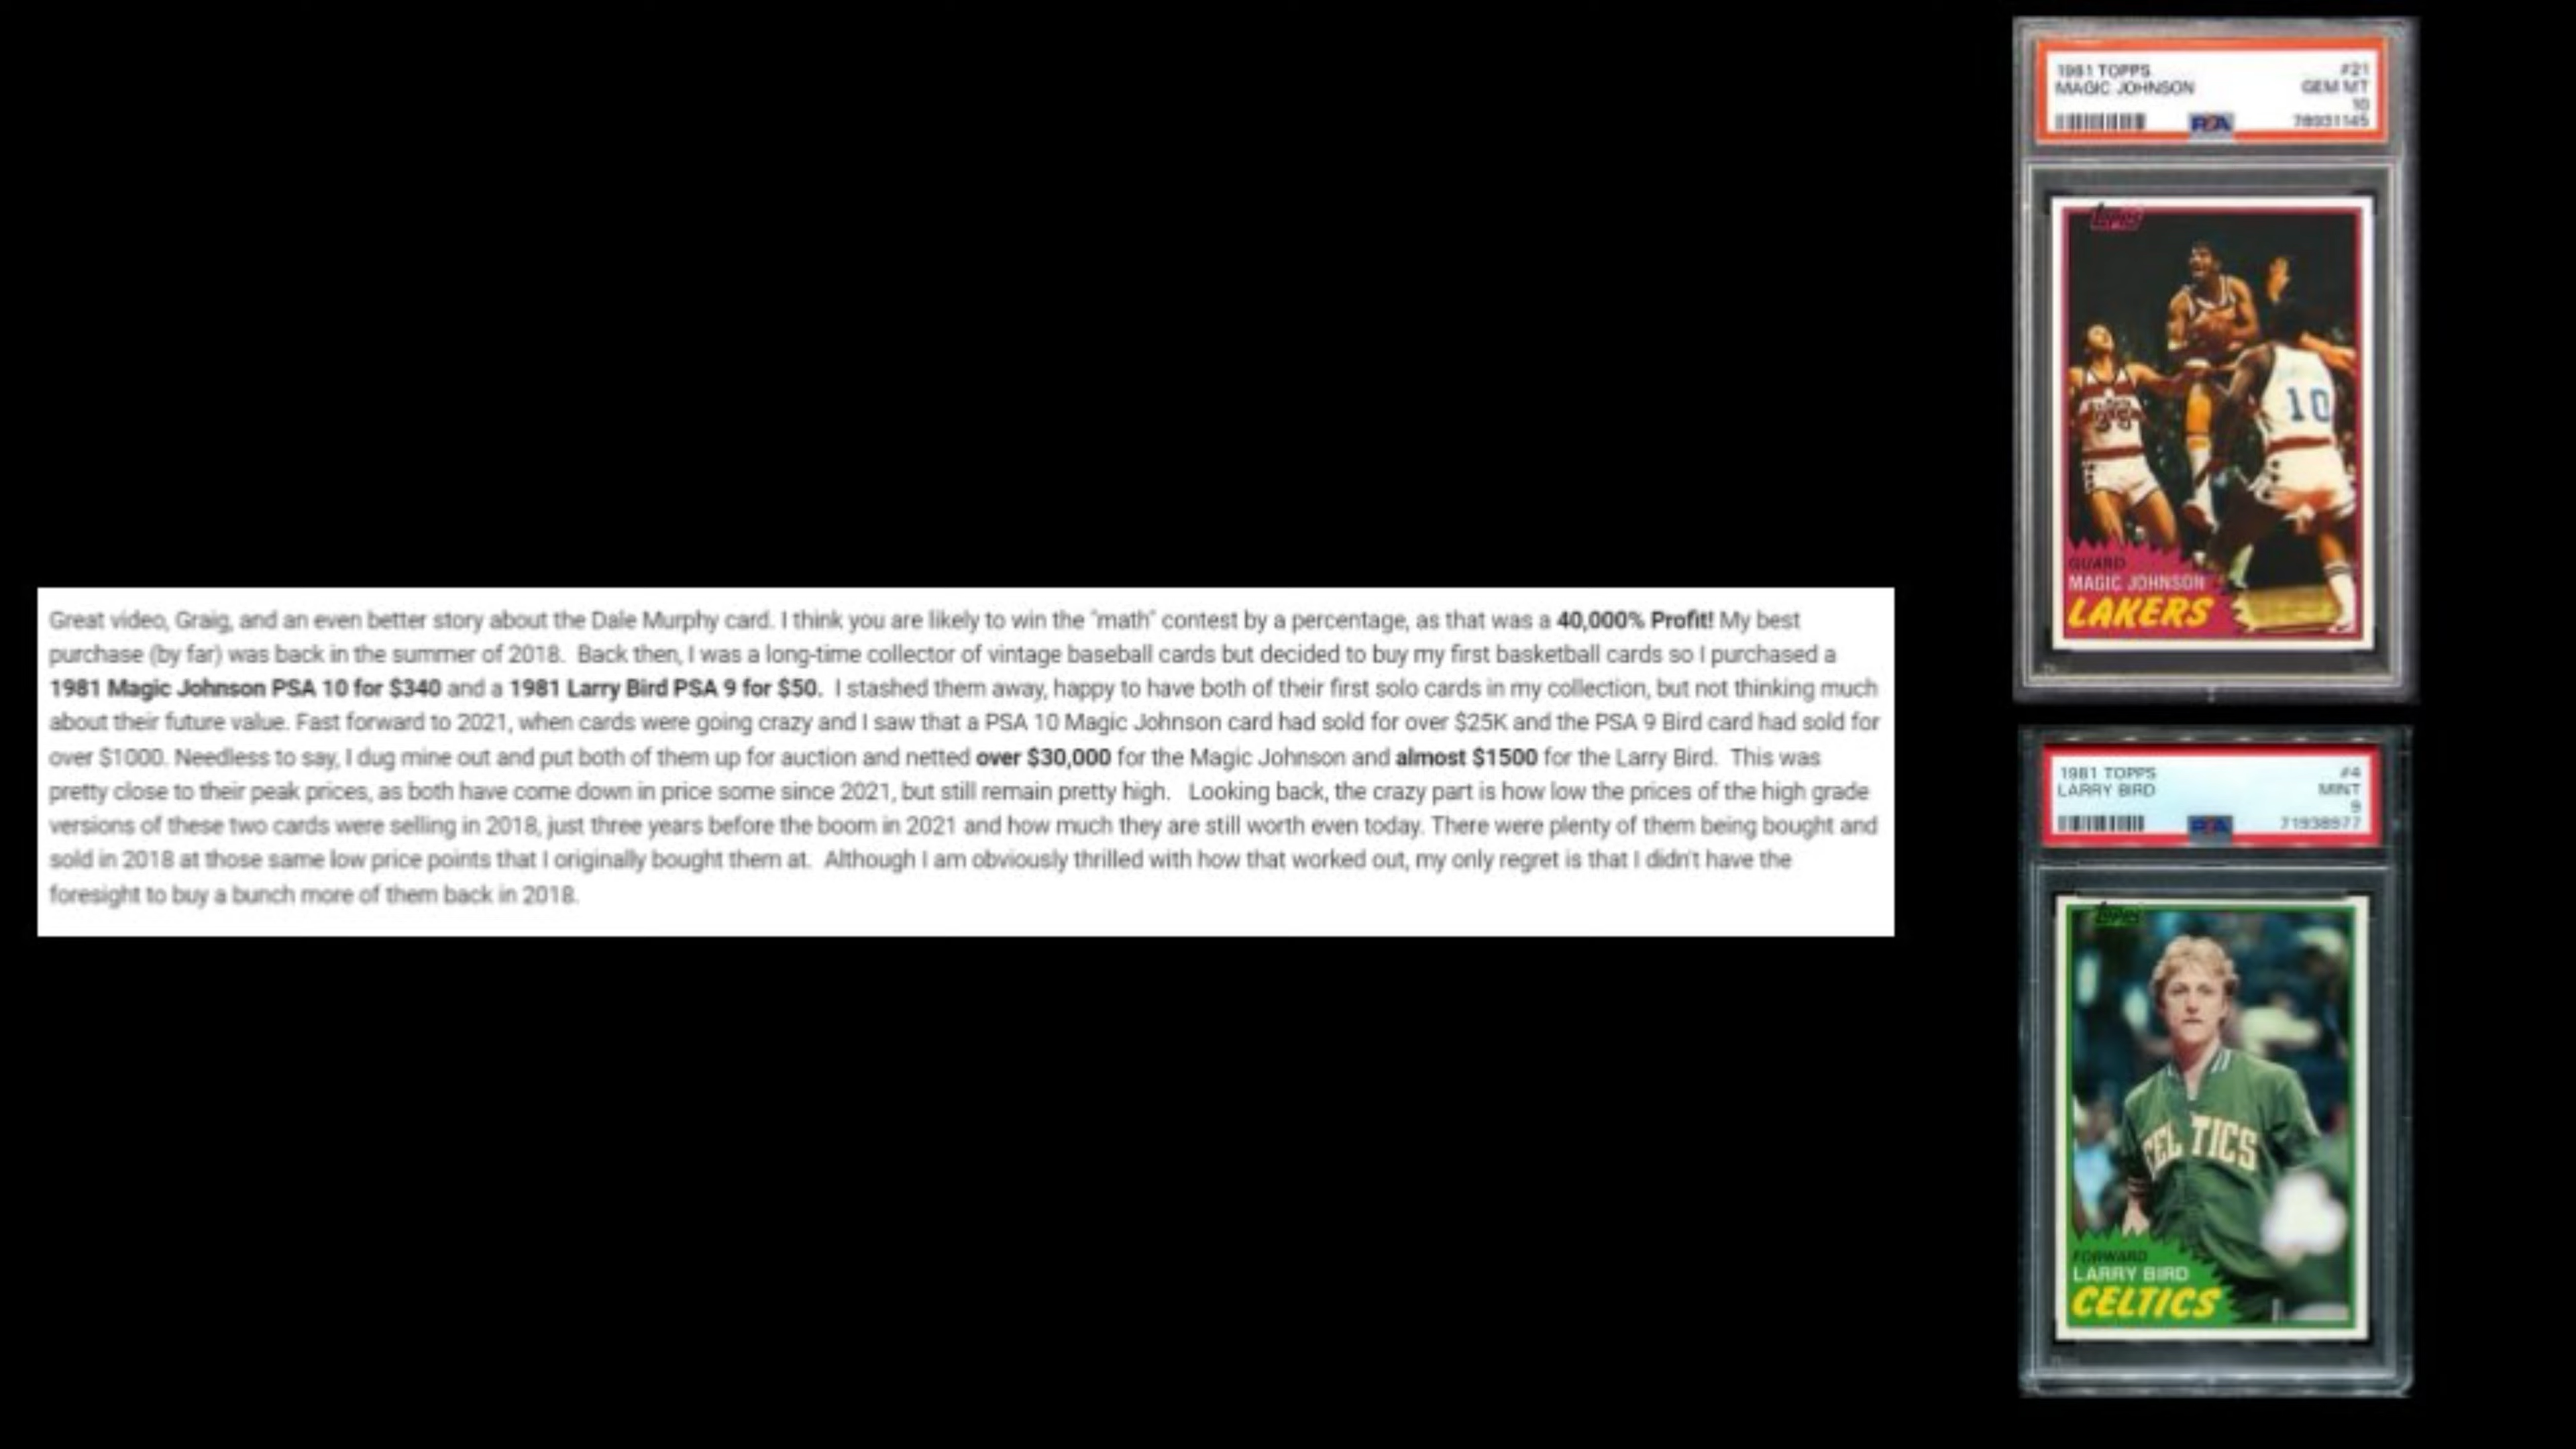 Great video, Graig, and an even better story about the Dale Murphy card. I think you are likely to win the "math" contest by a percentage, as that was a 40,000% Profit! My best
purchase (by far) was back in the summer of 2018. Back then, I was a long-time collector of vintage baseball cards but decided to buy my first basketball cards so I purchased a
1981 Magic Johnson PSA 10 for $340 and a 1981 Larry Bird PSA 9 for $50. I stashed them away, happy to have both of their first solo cards in my collection, but not thinking much
about their future value. Fast forward to 2021, when cards were going crazy and I saw that a PSA 10 Magic Johnson card had sold for over $25K and the PSA 9 Bird card had sold for
over $1000. Needless to say, I dug mine out and put both of them up for auction and netted over $30,000 for the Magic Johnson and almost $1500 for the Larry Bird. This was
pretty close to their peak prices, as both have come down in price some since 2021, but still remain pretty high. Looking back, the crazy part is how low the prices of the high grade
versions of these two cards were selling in 2018, just three years before the boom in 2021 and how much they are still worth even today. There were plenty of them being bought and
sold in 2018 at those same low price points that I originally bought them at. Although I am obviously thrilled with how that worked out, my only regret is that I didn't have the
foresight to buy a bunch more of them back in 2018.
1981 TOPPS #21
MAGIC JOHNSON GEM MT
10
PSA 78931145
Topps
10
GUARD
MAGIC JOHNSON
LAKERS
1981 TOPPS #4
LARRY BIRD MINT
9
PSA 71938977
Topps
CELTICS
FORWARD
LARRY BIRD
CELTICS